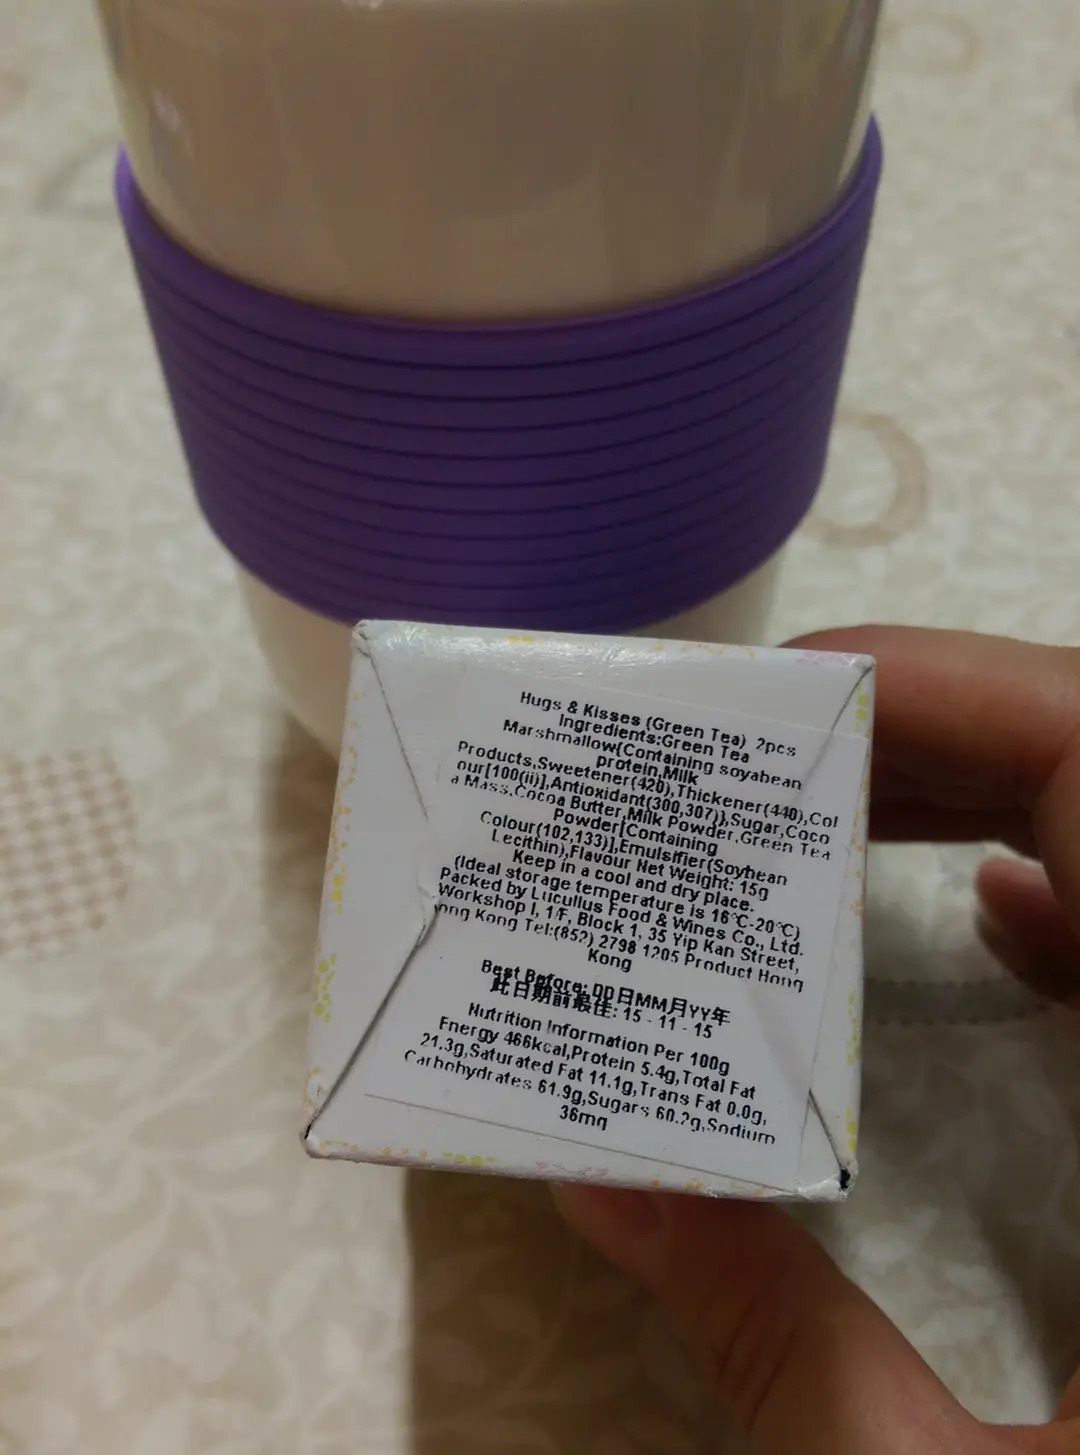 Hugs & Kisses (Green Tea) 2pcs
Ingredients:Green Tea
Marshmallow{Containing soyabean
protein,Milk
Products,Sweetener(420),Thickener(440),Col
our[100(ii)],Antioxidant(300,307)},Sugar,Coco
a Mass,Cocoa Butter,Milk Powder,Green Tea
Powder[Containing
Colour(102,133)],Emulsifier(Soybean
Lecithin),Flavour Net Weight: 15g
Keep in a cool and dry place.
(Ideal storage temperature is 16°C-20°C)
Packed by Lucullus Food & Wines Co., Ltd.
Workshop I, 1/F, Block 1, 35 Yip Kan Street,
ong Kong Tel:(852) 2798 1205 Product Hong
Kong
Best Before: DD日MM月YY年
此日期前最佳: 15 - 11 - 15
Nutrition Information Per 100g
Energy 466kcal,Protein 5.4g,Total Fat
21.3g,Saturated Fat 11.1g,Trans Fat 0.0g,
Carbohydrates 61.9g,Sugars 60.2g,Sodium
36mg